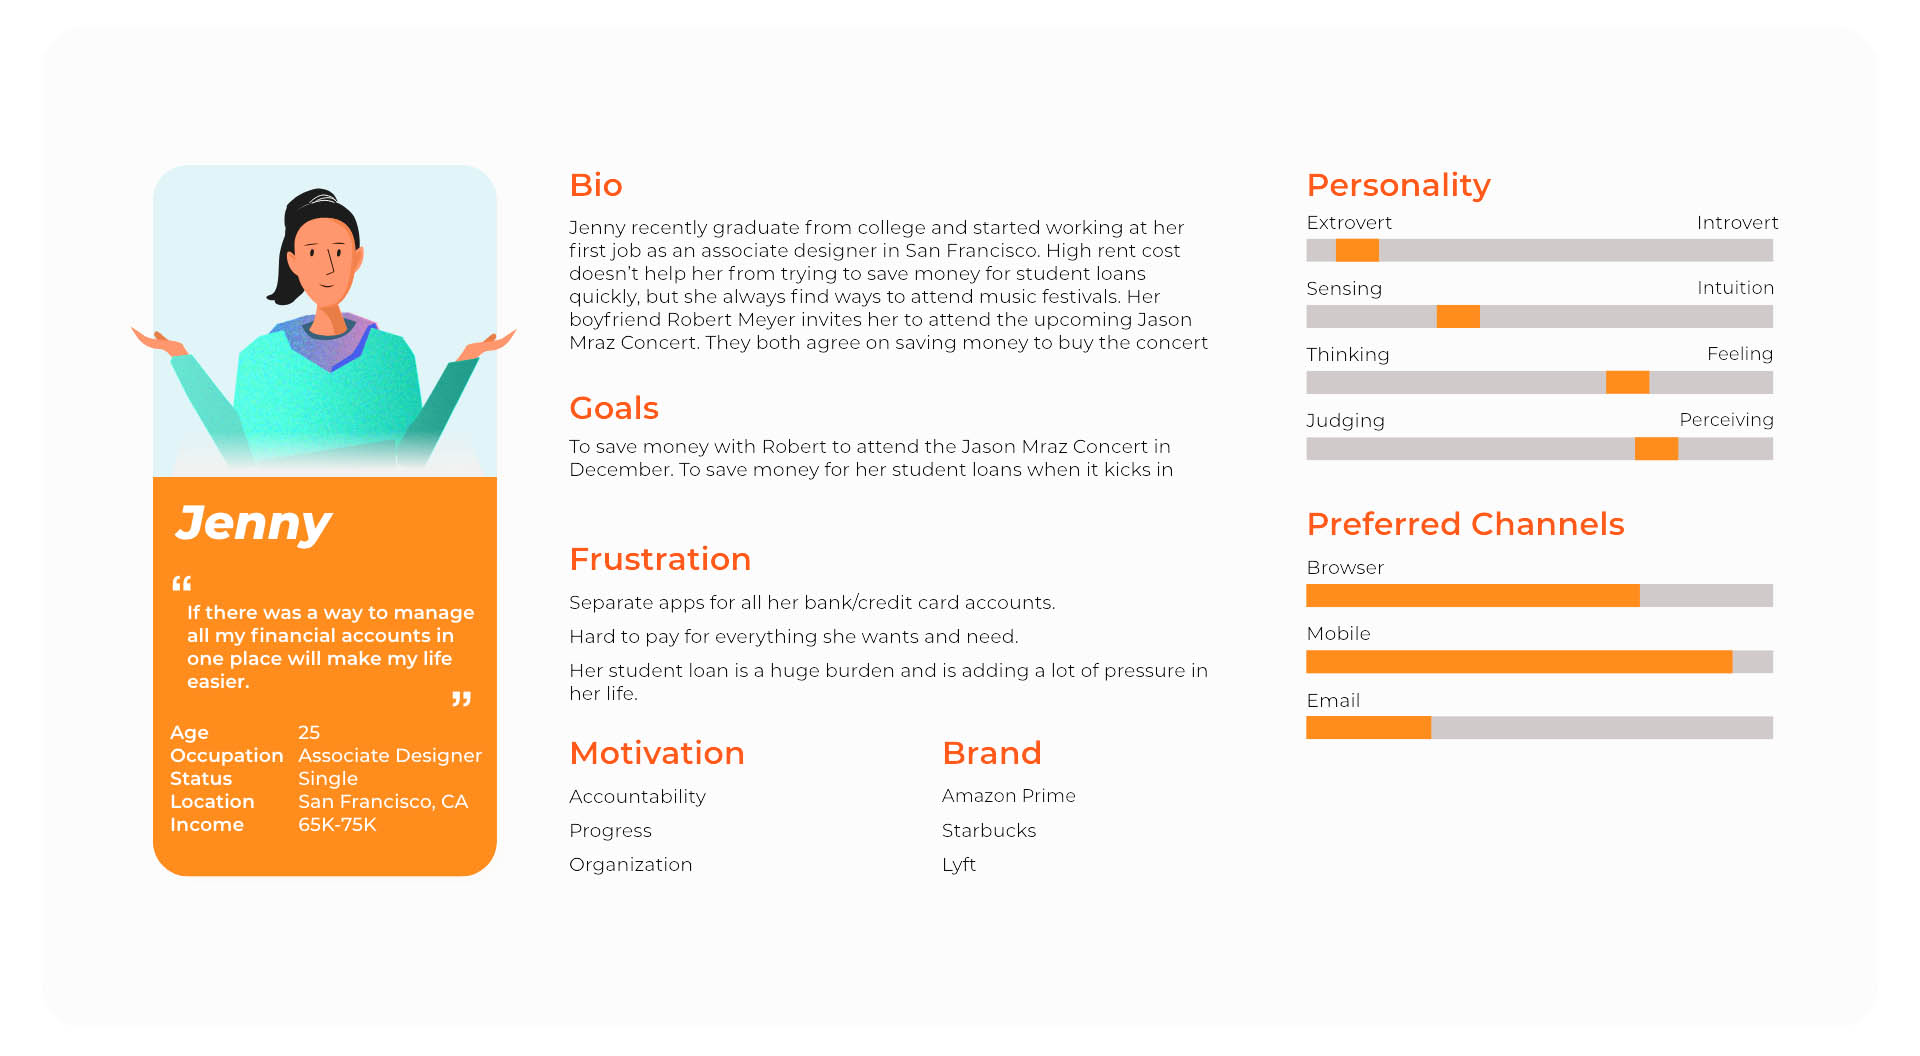 Jenny
“
If there was a way to manage
all my financial accounts in
one place will make my life
easier.
”
Age 25
Occupation Associate Designer
Status Single
Location San Francisco, CA
Income 65K-75K
Bio
Jenny recently graduate from college and started working at her
first job as an associate designer in San Francisco. High rent cost
doesn’t help her from trying to save money for student loans
quickly, but she always find ways to attend music festivals. Her
boyfriend Robert Meyer invites her to attend the upcoming Jason
Mraz Concert. They both agree on saving money to buy the concert
Goals
To save money with Robert to attend the Jason Mraz Concert in
December. To save money for her student loans when it kicks in
Frustration
Separate apps for all her bank/credit card accounts.
Hard to pay for everything she wants and need.
Her student loan is a huge burden and is adding a lot of pressure in
her life.
Motivation
Accountability
Progress
Organization
Brand
Amazon Prime
Starbucks
Lyft
Personality
Extrovert Introvert
Sensing Intuition
Thinking Feeling
Judging Perceiving
Preferred Channels
Browser
Mobile
Email